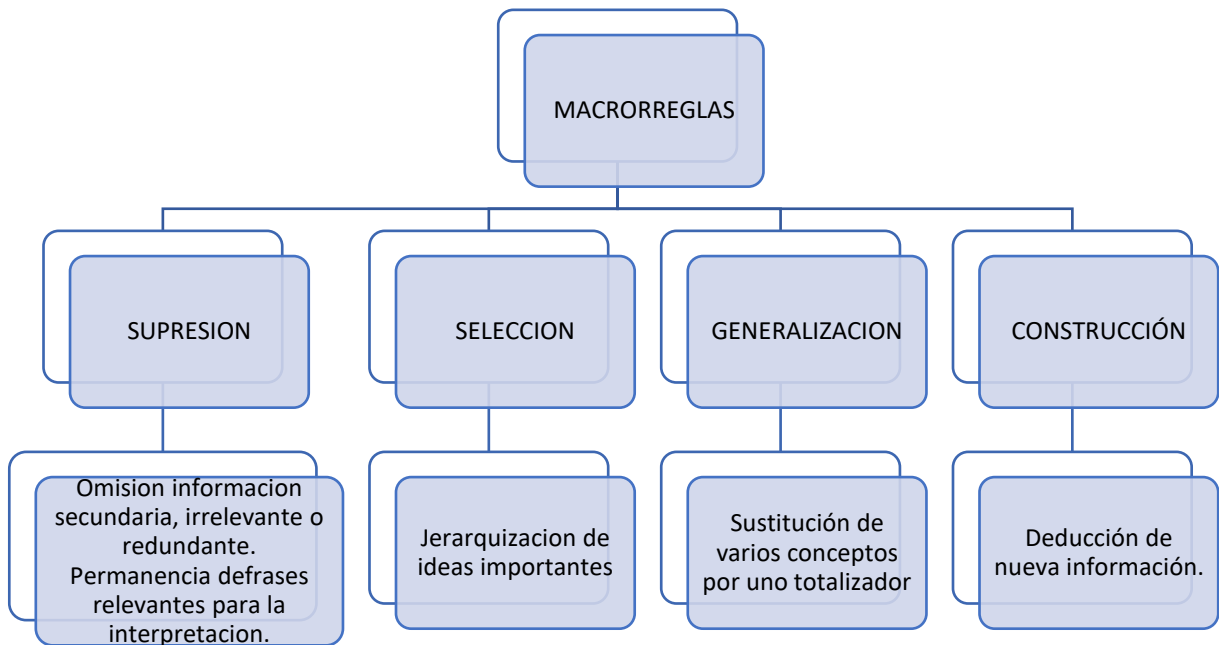 MACRORREGLAS
SUPRESION
SELECCION
GENERALIZACION
CONSTRUCCIÓN
Omision informacion
secundaria, irrelevante o
redundante.
Permanencia defrases
relevantes para la
interpretacion.
Jerarquizacion de
ideas importantes
Sustitución de
varios conceptos
por uno totalizador
Deducción de
nueva información.